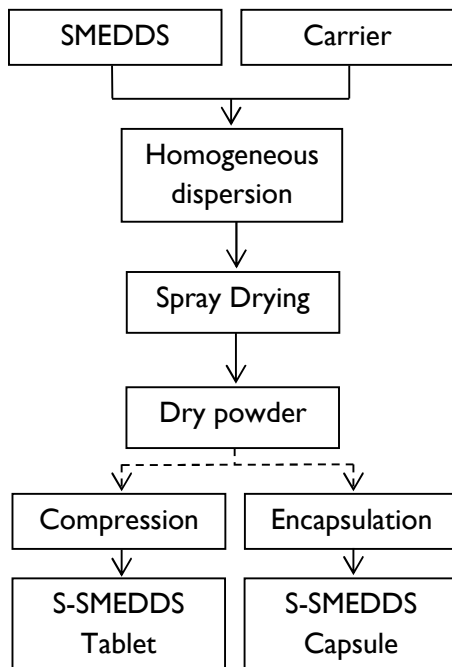 SMEDDS
Carrier
Homogeneous
dispersion
Spray Drying
Dry powder
Compression
Encapsulation
S-SMEDDS
Tablet
S-SMEDDS
Capsule